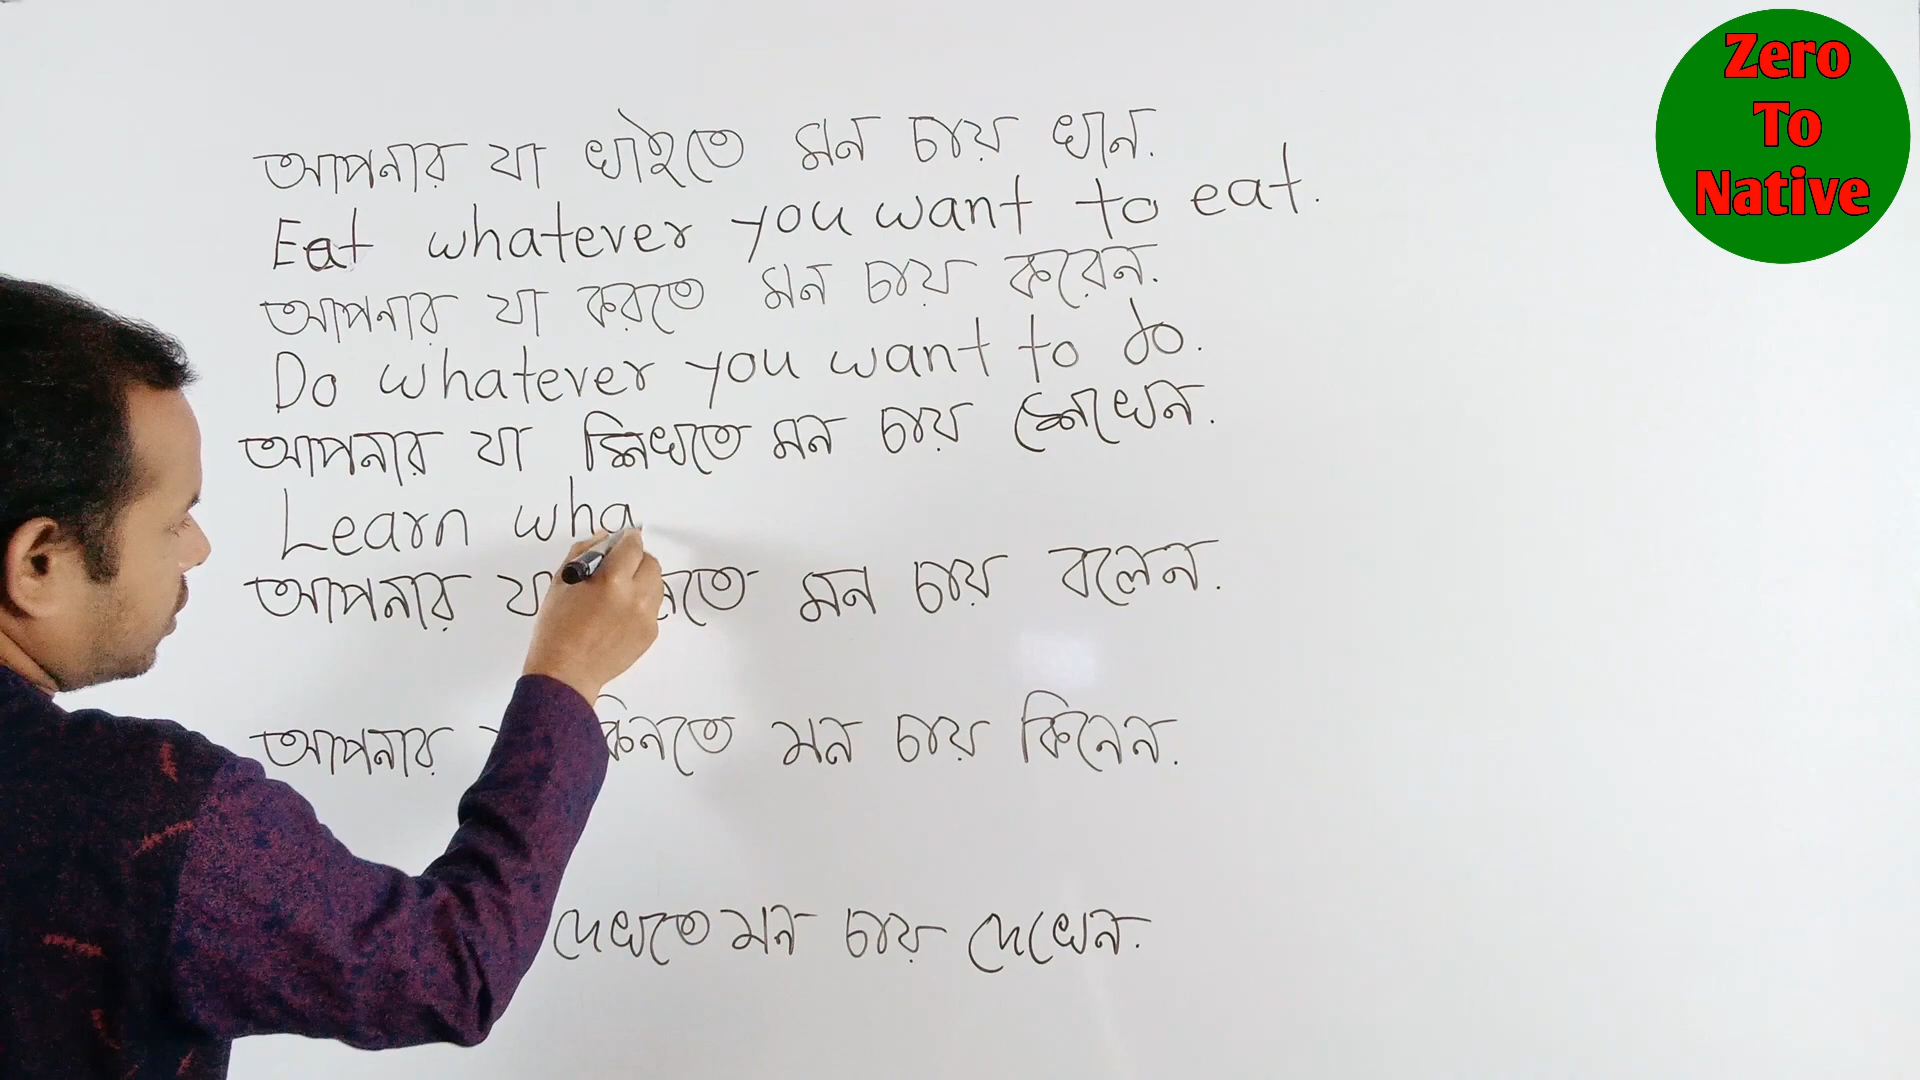 আপনার যা খাইতে মন চায় খান.
Eat whatever you want to eat.
আপনার যা করতে মন চায় করেন.
Do whatever you want to do.
আপনার যা শিখতে মন চায় শেখেন.
Learn wha
আপনার যা তে মন চায় বলেন.
আপনার কিনতে মন চায় কিনেন.
দেখতে মন চায় দেখেন.
Zero
To
Native